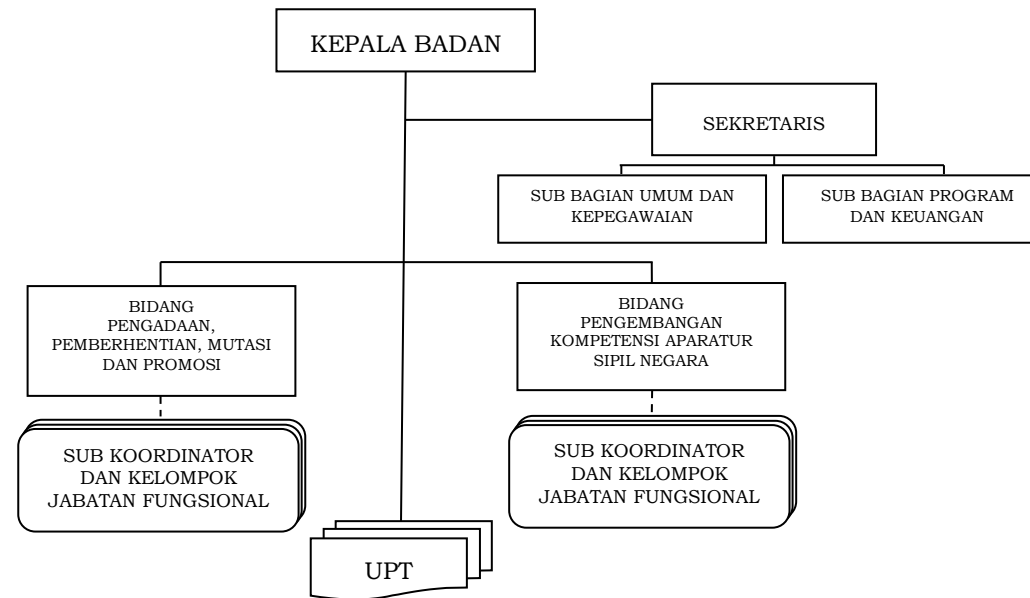 KEPALA BADAN
SEKRETARIS
SUB BAGIAN UMUM DAN
KEPEGAWAIAN
SUB BAGIAN PROGRAM
DAN KEUANGAN
BIDANG
PENGADAAN,
PEMBERHENTIAN, MUTASI
DAN PROMOSI
BIDANG
PENGEMBANGAN
KOMPETENSI APARATUR
SIPIL NEGARA
SUB KOORDINATOR
DAN KELOMPOK
JABATAN FUNGSIONAL
SUB KOORDINATOR
DAN KELOMPOK
JABATAN FUNGSIONAL
UPT